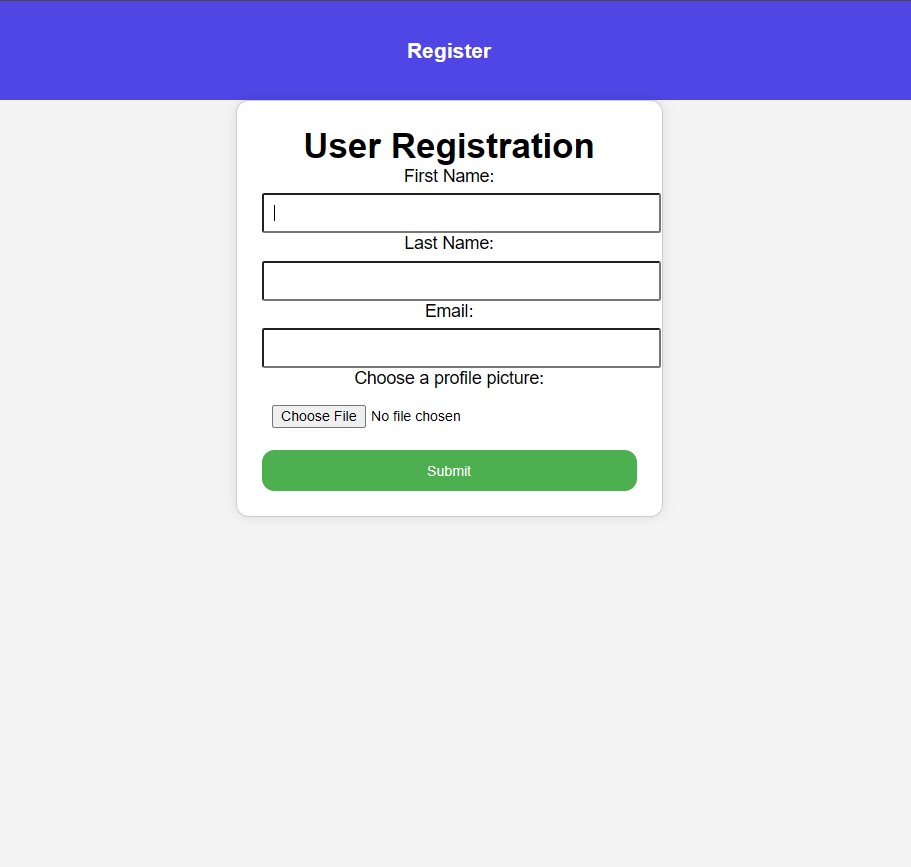 Register
User Registration
First Name:
Last Name:
Email:
Choose a profile picture:
Choose File No file chosen
Submit